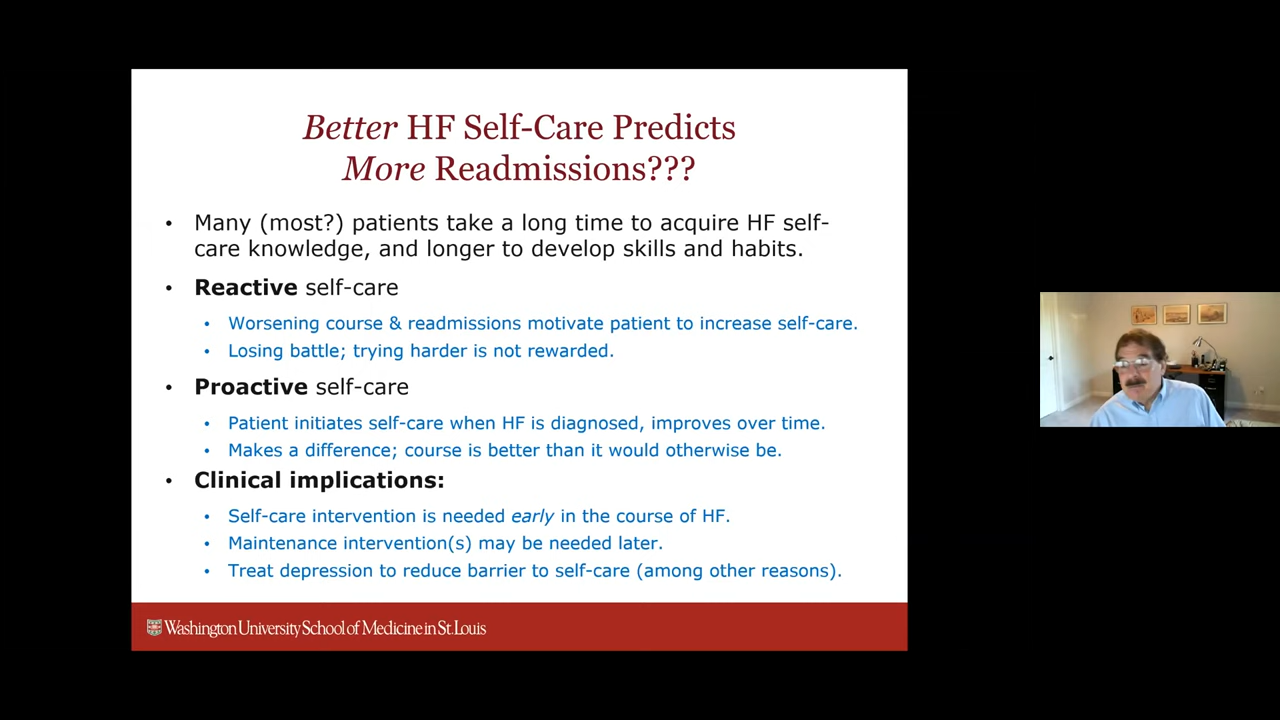 Better HF Self-Care Predicts
More Readmissions???
• Many (most?) patients take a long time to acquire HF self-
care knowledge, and longer to develop skills and habits.
• Reactive self-care
• Worsening course & readmissions motivate patient to increase self-care.
• Losing battle; trying harder is not rewarded.
• Proactive self-care
• Patient initiates self-care when HF is diagnosed, improves over time.
• Makes a difference; course is better than it would otherwise be.
• Clinical implications:
• Self-care intervention is needed early in the course of HF.
• Maintenance intervention(s) may be needed later.
• Treat depression to reduce barrier to self-care (among other reasons).
Washington University School of Medicine in St. Louis